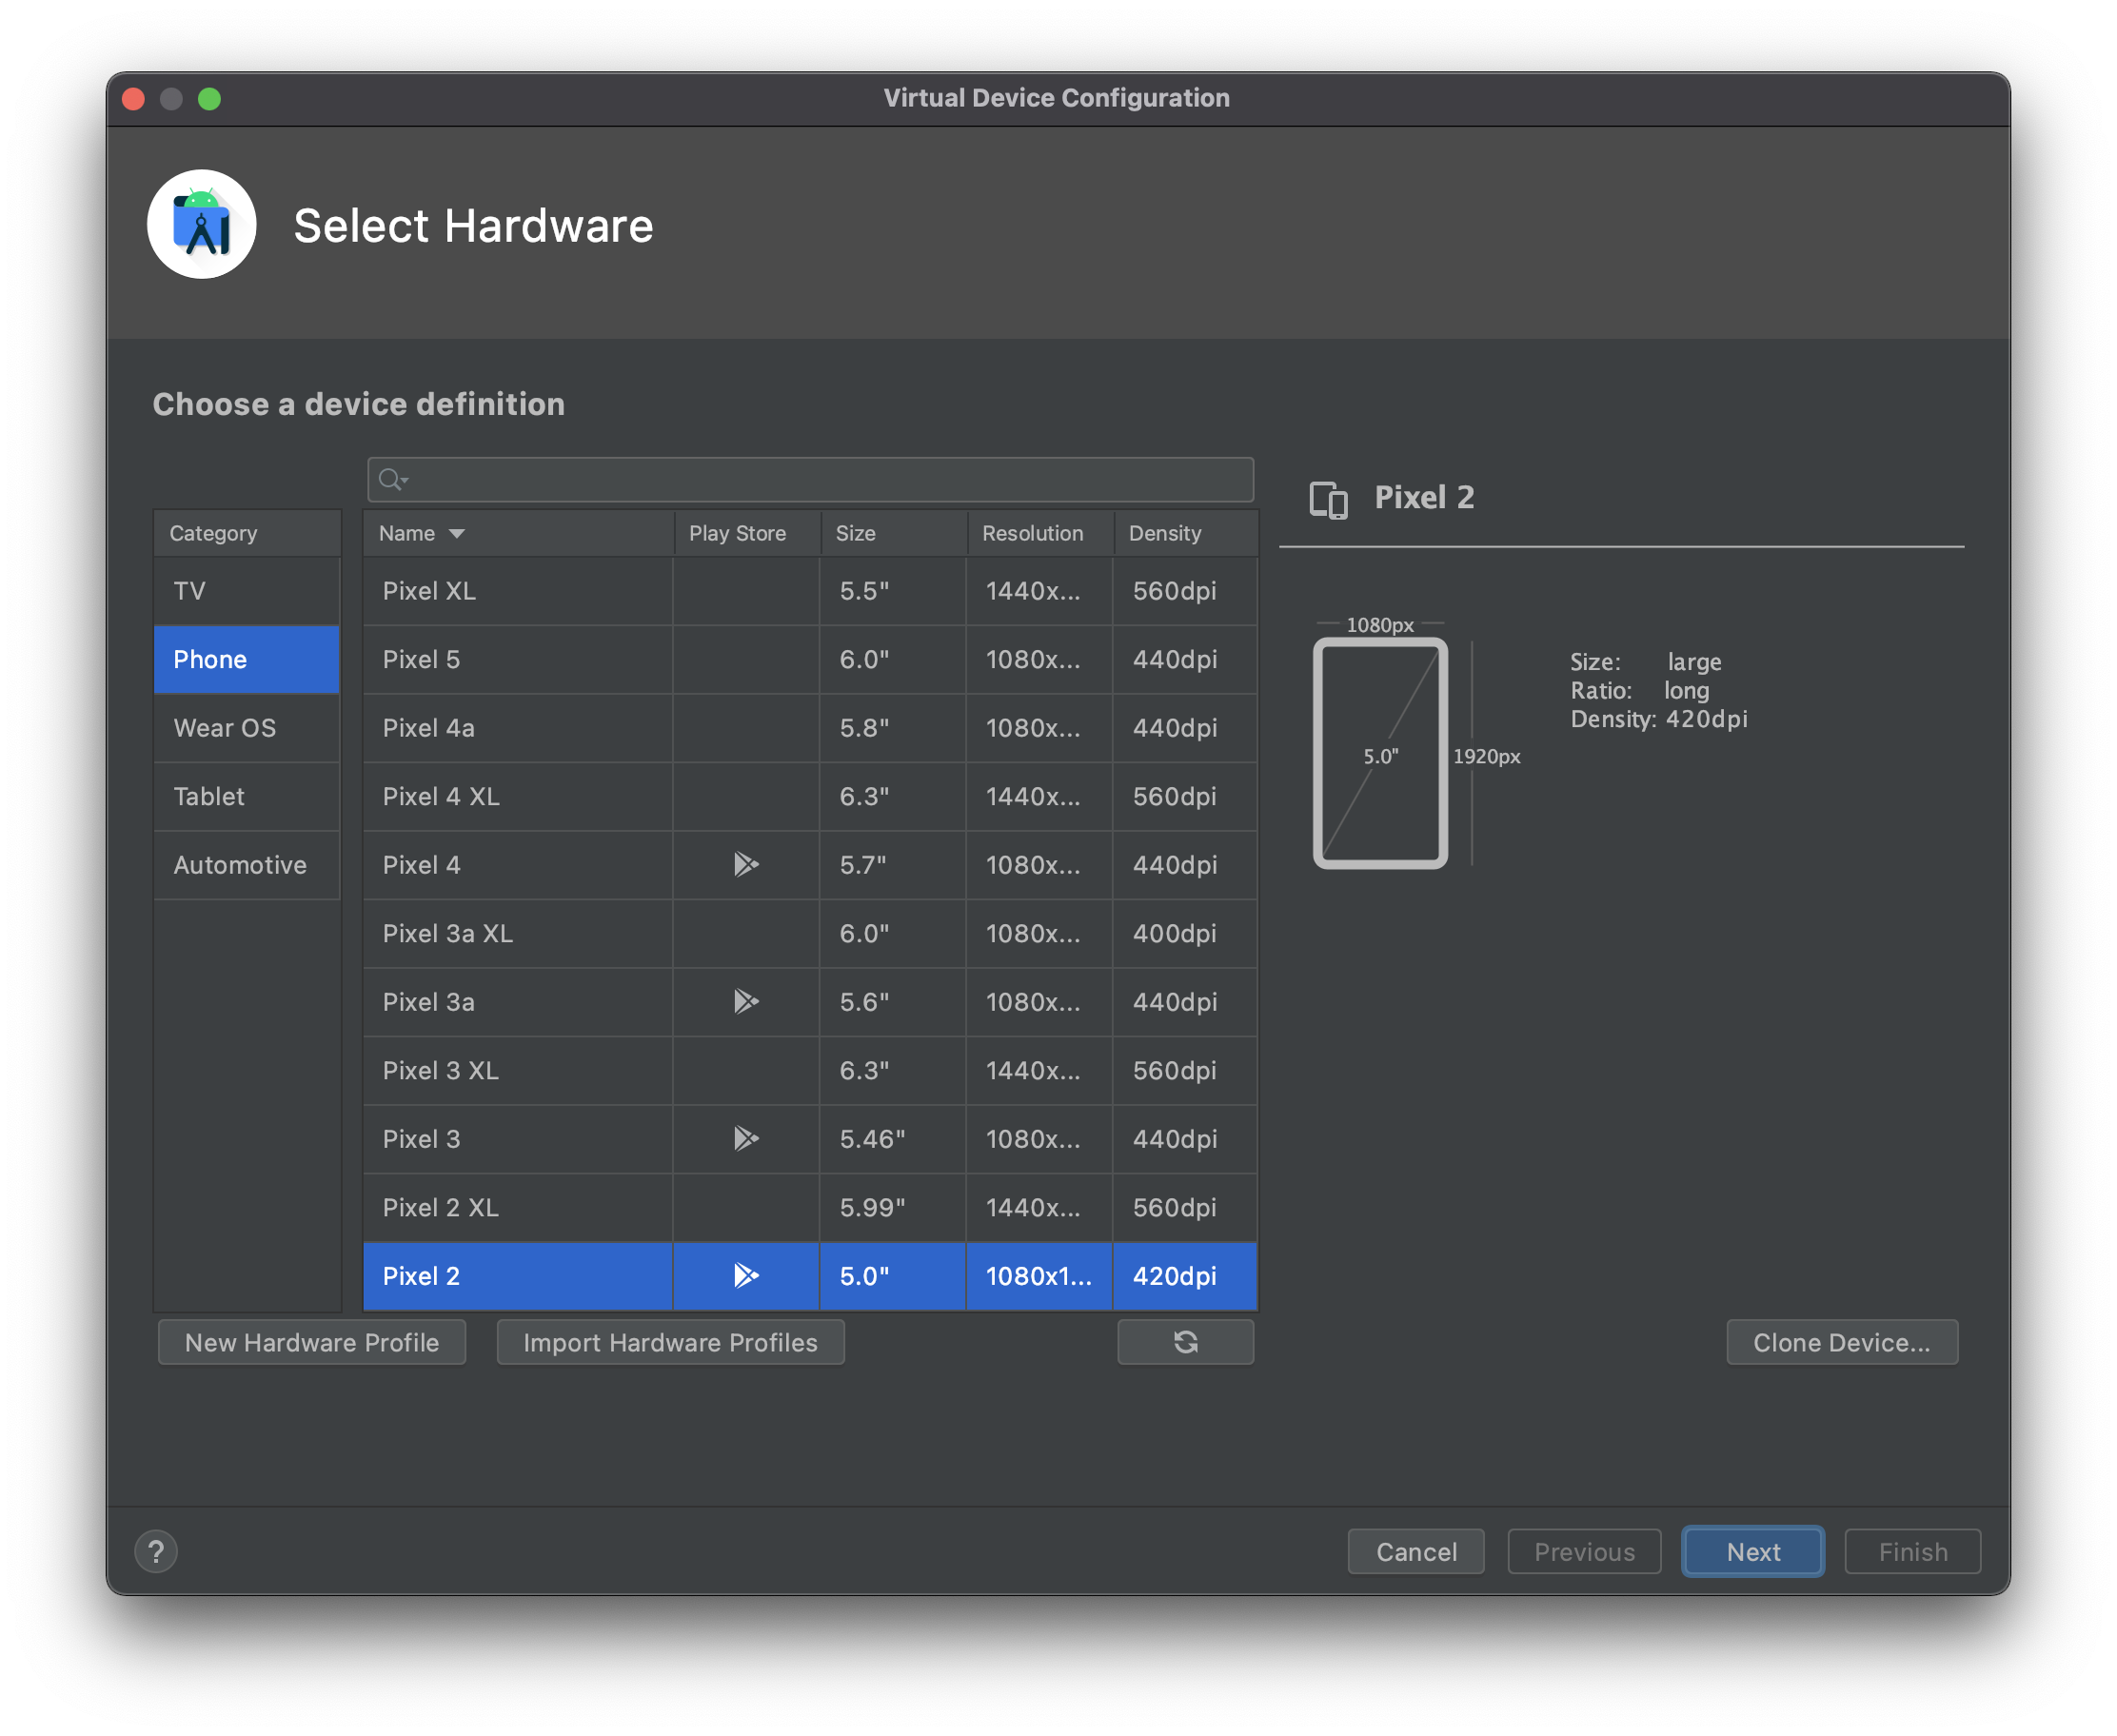 Virtual Device Configuration
Select Hardware
Choose a device definition
Category
TV
Phone
Wear OS
Tablet
Automotive
Name Play Store Size Resolution Density
Pixel XL 5.5" 1440x... 560dpi
Pixel 5 6.0" 1080x... 440dpi
Pixel 4a 5.8" 1080x... 440dpi
Pixel 4 XL 6.3" 1440x... 560dpi
Pixel 4 5.7" 1080x... 440dpi
Pixel 3a XL 6.0" 1080x... 400dpi
Pixel 3a 5.6" 1080x... 440dpi
Pixel 3 XL 6.3" 1440x... 560dpi
Pixel 3 5.46" 1080x... 440dpi
Pixel 2 XL 5.99" 1440x... 560dpi
Pixel 2 5.0" 1080x1... 420dpi
Pixel 2
1080px
5.0"
1920px
Size: large
Ratio: long
Density: 420dpi
New Hardware Profile Import Hardware Profiles Clone Device...
? Cancel Previous Next Finish